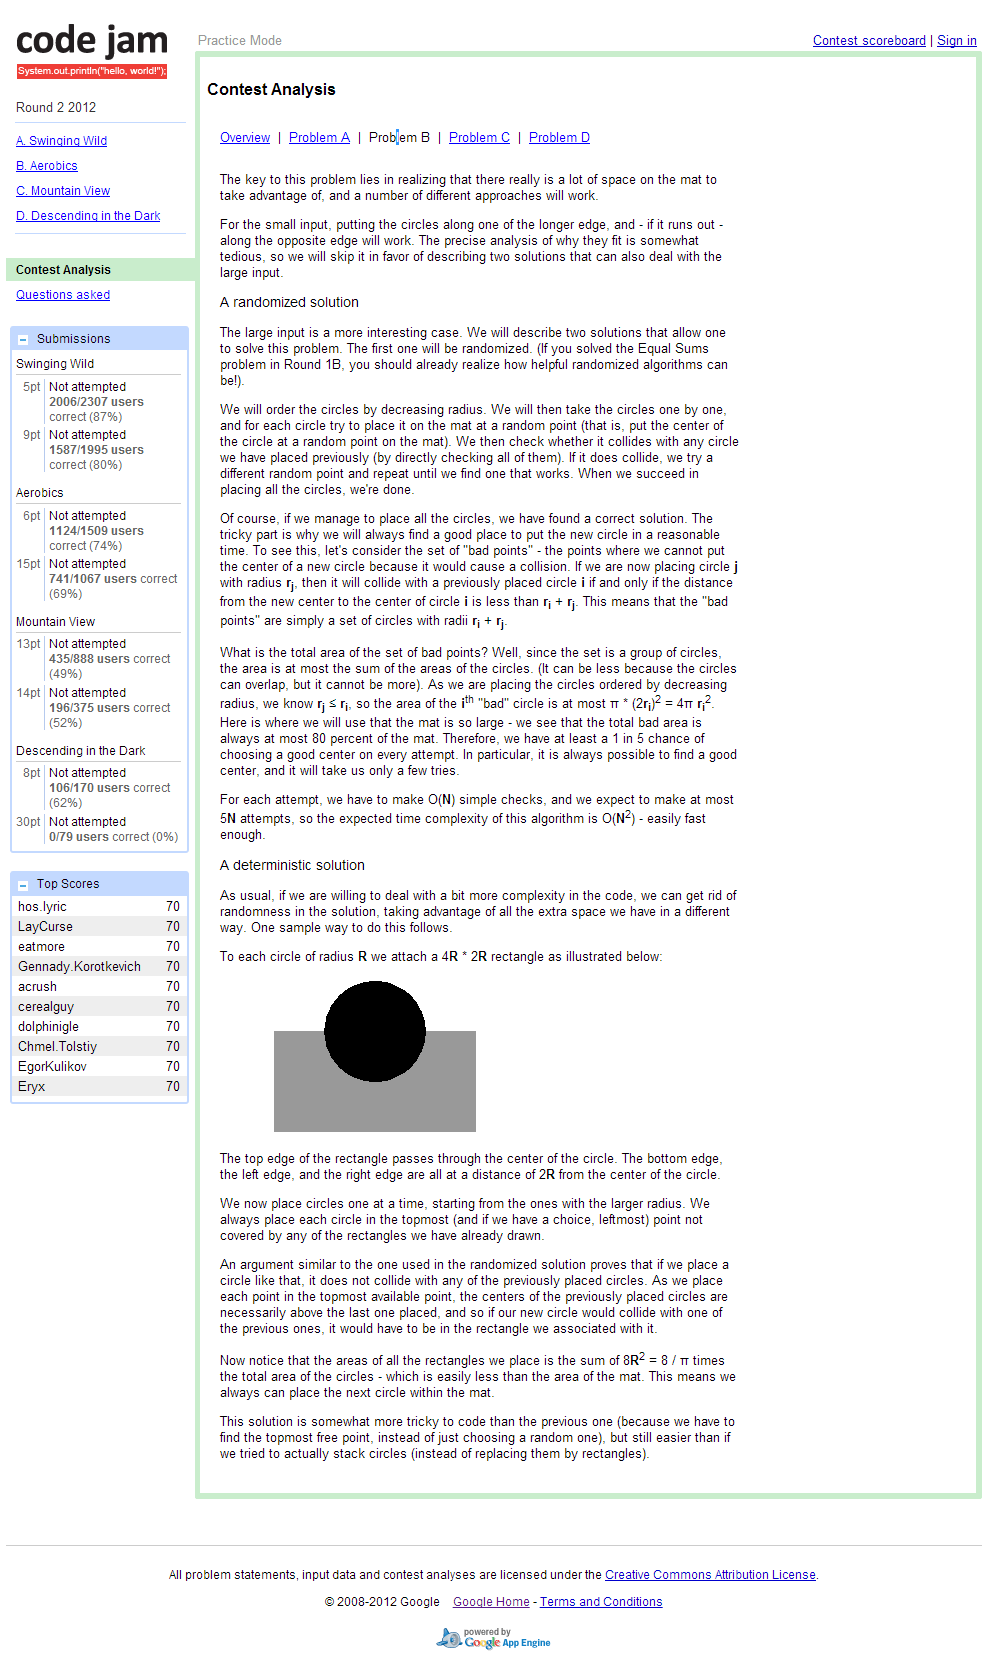 code jam
System.out.println("hello, world!");
Practice Mode
Contest scoreboard | Sign in
Round 2 2012
A. Swinging Wild
B. Aerobics
C. Mountain View
D. Descending in the Dark
Contest Analysis
Questions asked
Submissions
Swinging Wild
5pt Not attempted
2006/2307 users
correct (87%)
9pt Not attempted
1587/1995 users
correct (80%)
Aerobics
6pt Not attempted
1124/1509 users
correct (74%)
15pt Not attempted
741/1067 users correct
(69%)
Mountain View
13pt Not attempted
435/888 users correct
(49%)
14pt Not attempted
196/375 users correct
(52%)
Descending in the Dark
8pt Not attempted
106/170 users correct
(62%)
30pt Not attempted
0/79 users correct (0%)
Top Scores
hos.lyric 70
LayCurse 70
eatmore 70
Gennady.Korotkevich 70
acrush 70
cerealguy 70
dolphinigle 70
Chmel.Tolstiy 70
EgorKulikov 70
Eryx 70
Contest Analysis
Overview | Problem A | Problem B | Problem C | Problem D
The key to this problem lies in realizing that there really is a lot of space on the mat to
take advantage of, and a number of different approaches will work.
For the small input, putting the circles along one of the longer edge, and - if it runs out -
along the opposite edge will work. The precise analysis of why they fit is somewhat
tedious, so we will skip it in favor of describing two solutions that can also deal with the
large input.
A randomized solution
The large input is a more interesting case. We will describe two solutions that allow one
to solve this problem. The first one will be randomized. (If you solved the Equal Sums
problem in Round 1B, you should already realize how helpful randomized algorithms can
be!).
We will order the circles by decreasing radius. We will then take the circles one by one,
and for each circle try to place it on the mat at a random point (that is, put the center of
the circle at a random point on the mat). We then check whether it collides with any circle
we have placed previously (by directly checking all of them). If it does collide, we try a
different random point and repeat until we find one that works. When we succeed in
placing all the circles, we're done.
Of course, if we manage to place all the circles, we have found a correct solution. The
tricky part is why we will always find a good place to put the new circle in a reasonable
time. To see this, let's consider the set of "bad points" - the points where we cannot put
the center of a new circle because it would cause a collision. If we are now placing circle j
with radius rj, then it will collide with a previously placed circle i if and only if the distance
from the new center to the center of circle i is less than ri + rj. This means that the "bad
points" are simply a set of circles with radii ri + rj.
What is the total area of the set of bad points? Well, since the set is a group of circles,
the area is at most the sum of the areas of the circles. (It can be less because the circles
can overlap, but it cannot be more). As we are placing the circles ordered by decreasing
radius, we know rj ≤ ri, so the area of the ith "bad" circle is at most π * (2ri)2 = 4π ri2.
Here is where we will use that the mat is so large - we see that the total bad area is
always at most 80 percent of the mat. Therefore, we have at least a 1 in 5 chance of
choosing a good center on every attempt. In particular, it is always possible to find a good
center, and it will take us only a few tries.
For each attempt, we have to make O(N) simple checks, and we expect to make at most
5N attempts, so the expected time complexity of this algorithm is O(N2) - easily fast
enough.
A deterministic solution
As usual, if we are willing to deal with a bit more complexity in the code, we can get rid of
randomness in the solution, taking advantage of all the extra space we have in a different
way. One sample way to do this follows.
To each circle of radius R we attach a 4R * 2R rectangle as illustrated below:
The top edge of the rectangle passes through the center of the circle. The bottom edge,
the left edge, and the right edge are all at a distance of 2R from the center of the circle.
We now place circles one at a time, starting from the ones with the larger radius. We
always place each circle in the topmost (and if we have a choice, leftmost) point not
covered by any of the rectangles we have already drawn.
An argument similar to the one used in the randomized solution proves that if we place a
circle like that, it does not collide with any of the previously placed circles. As we place
each point in the topmost available point, the centers of the previously placed circles are
necessarily above the last one placed, and so if our new circle would collide with one of
the previous ones, it would have to be in the rectangle we associated with it.
Now notice that the areas of all the rectangles we place is the sum of 8R2 = 8 / π times
the total area of the circles - which is easily less than the area of the mat. This means we
always can place the next circle within the mat.
This solution is somewhat more tricky to code than the previous one (because we have to
find the topmost free point, instead of just choosing a random one), but still easier than if
we tried to actually stack circles (instead of replacing them by rectangles).
All problem statements, input data and contest analyses are licensed under the Creative Commons Attribution License.
© 2008-2012 Google Google Home - Terms and Conditions
powered by
Google App Engine